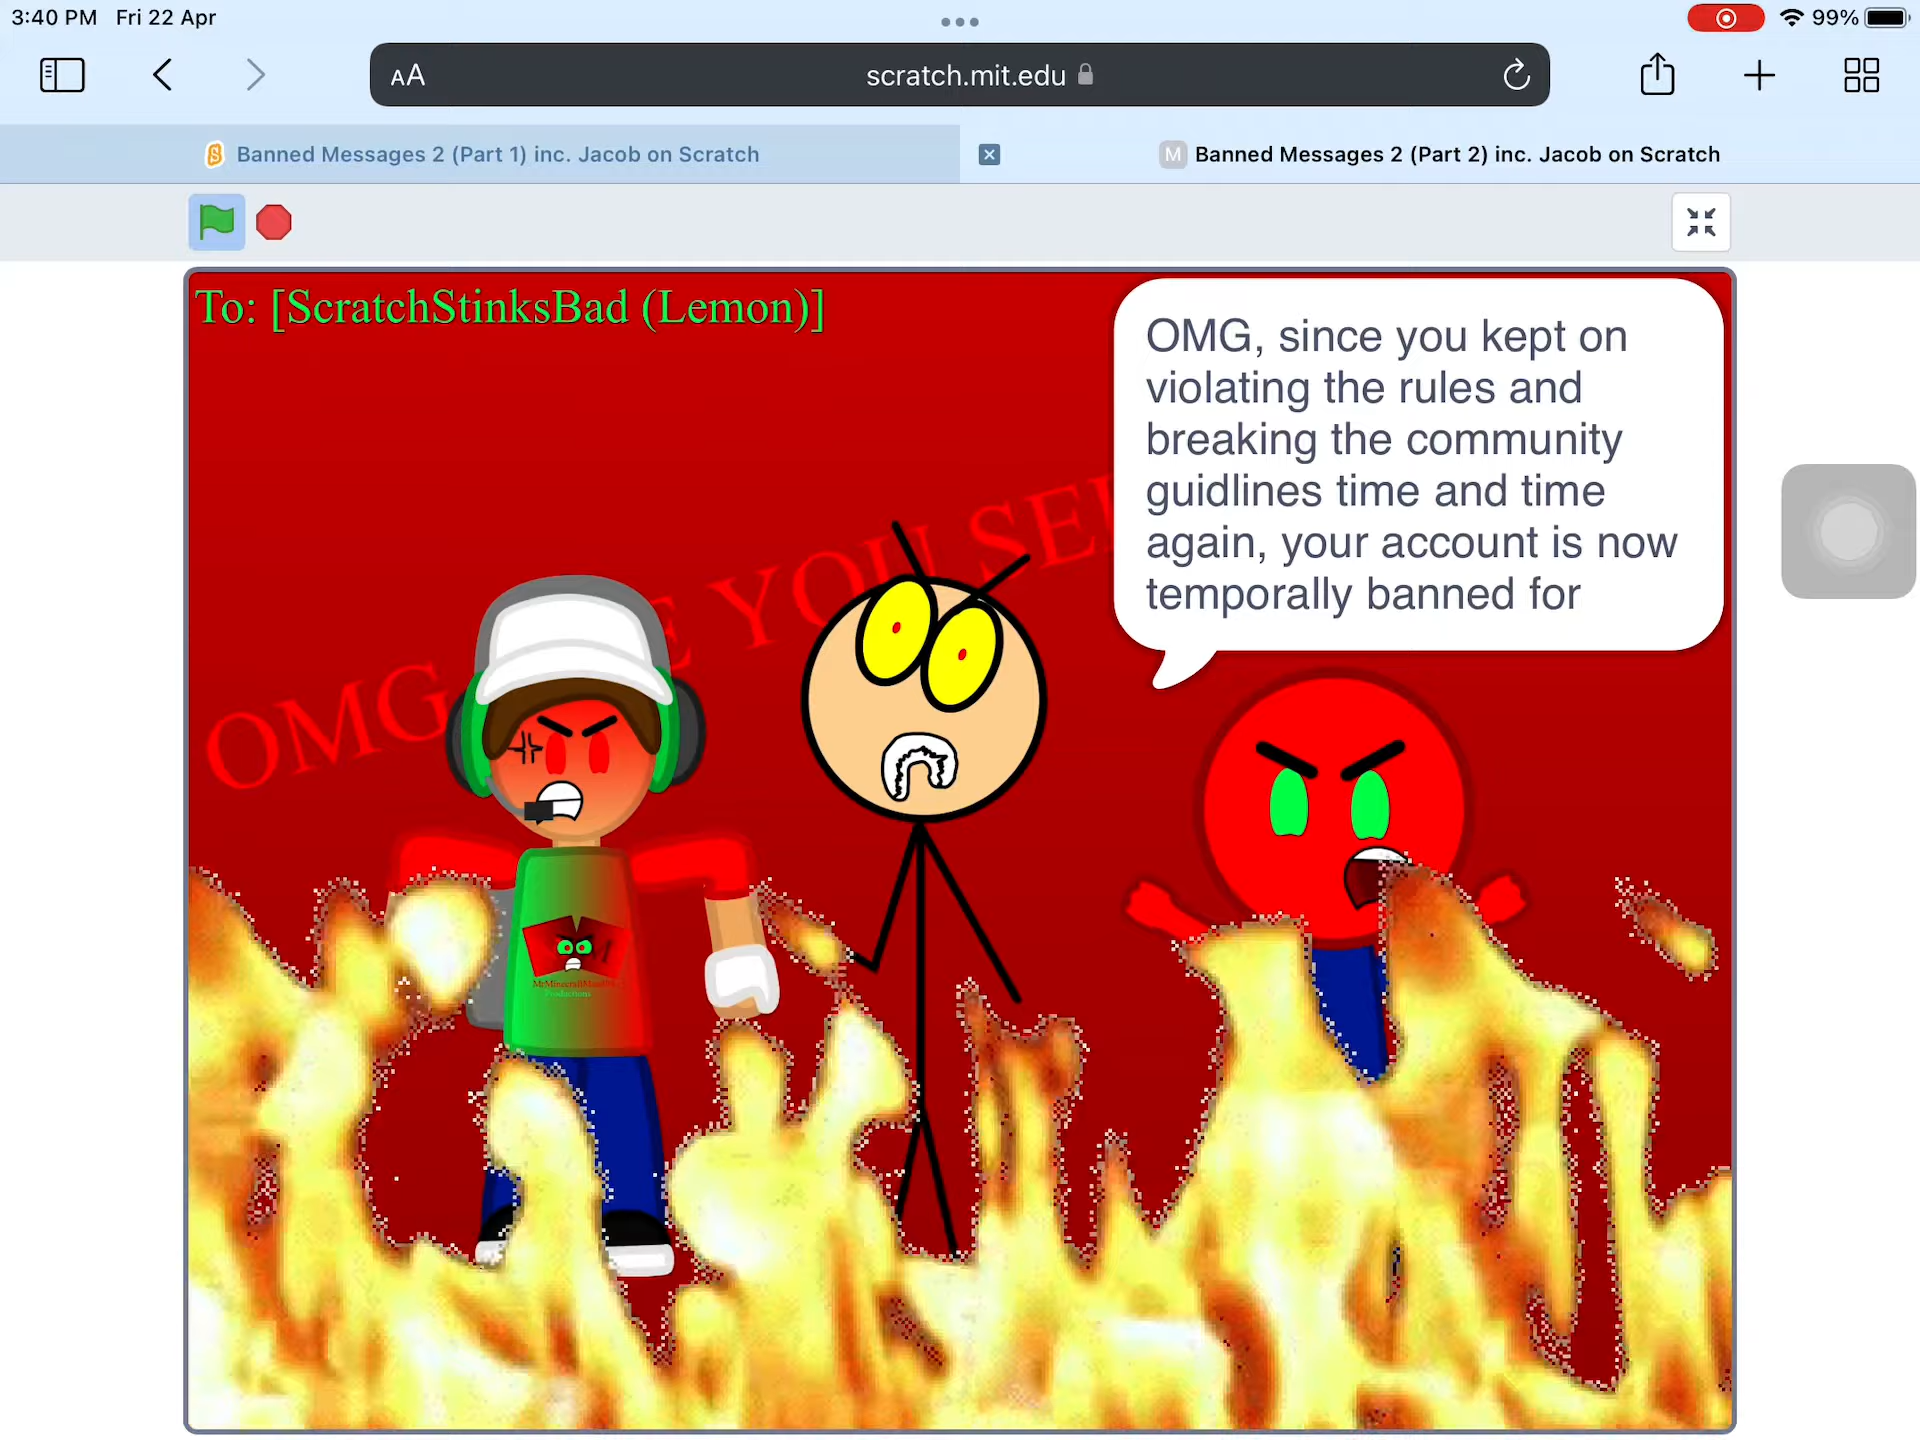 3:40 PM Fri 22 Apr
99%
AA
scratch.mit.edu
Banned Messages 2 (Part 1) inc. Jacob on Scratch
M
Banned Messages 2 (Part 2) inc. Jacob on Scratch
To: [ScratchStinksBad (Lemon)]
OMG, since you kept on
violating the rules and
breaking the community
guidlines time and time
again, your account is now
temporally banned for
OMG YOU
Productions